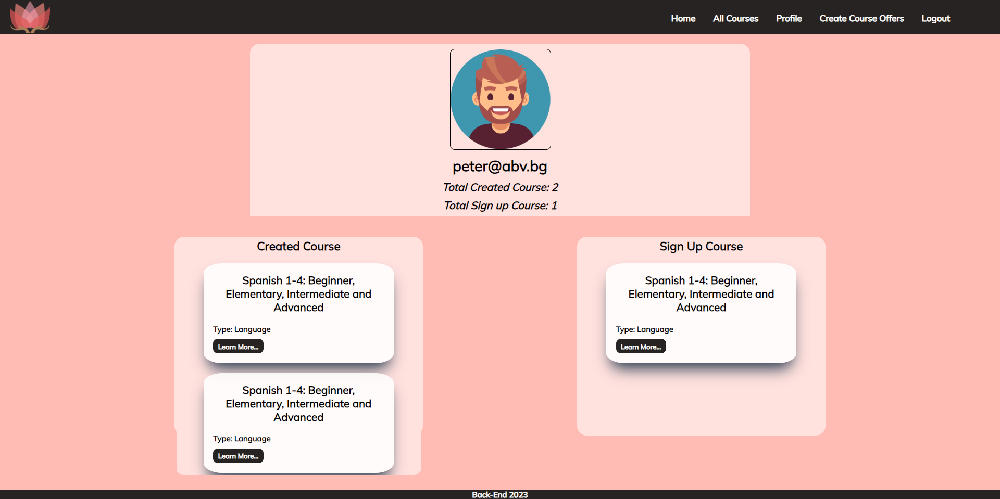 Home All Courses Profile Create Course Offers Logout
peter@abv.bg
Total Created Course: 2
Total Sign up Course: 1
Created Course
Spanish 1-4: Beginner,
Elementary, Intermediate and
Advanced
Type: Language
Learn More...
Spanish 1-4: Beginner,
Elementary, Intermediate and
Advanced
Type: Language
Learn More...
Sign Up Course
Spanish 1-4: Beginner,
Elementary, Intermediate and
Advanced
Type: Language
Learn More...
Back-End 2023